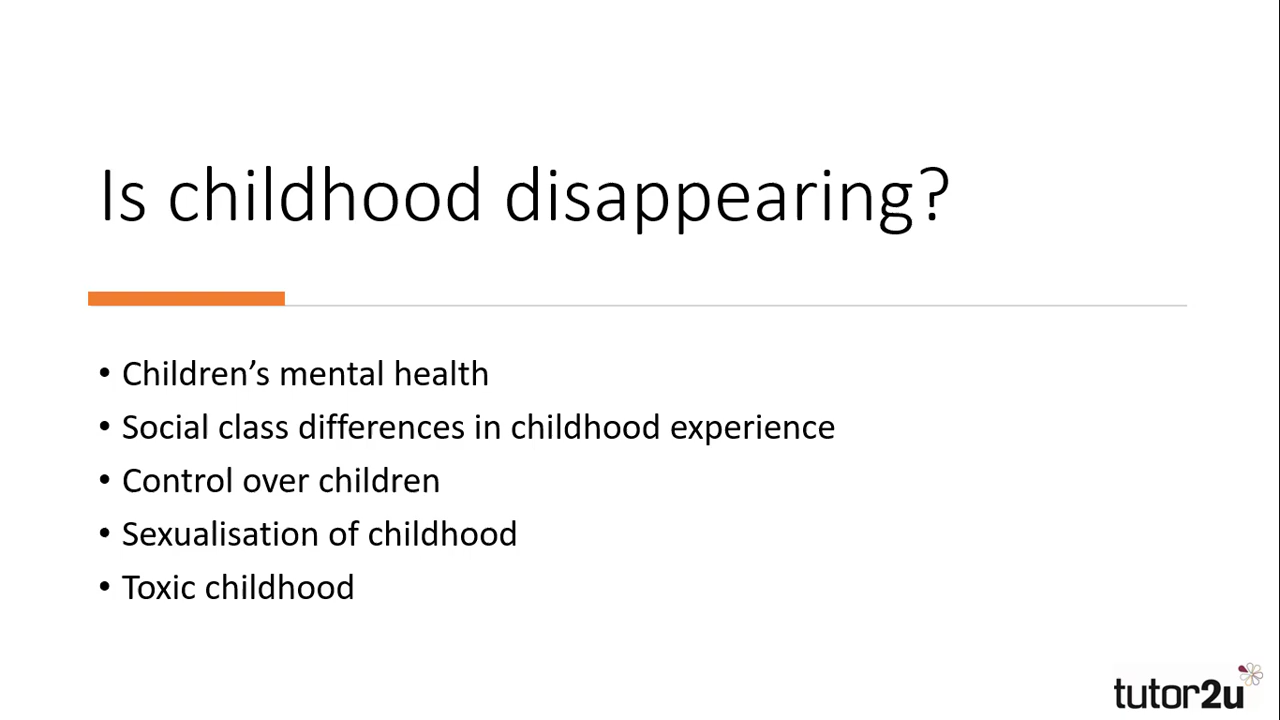 Is childhood disappearing?
• Children’s mental health
• Social class differences in childhood experience
• Control over children
• Sexualisation of childhood
• Toxic childhood
tutor2u